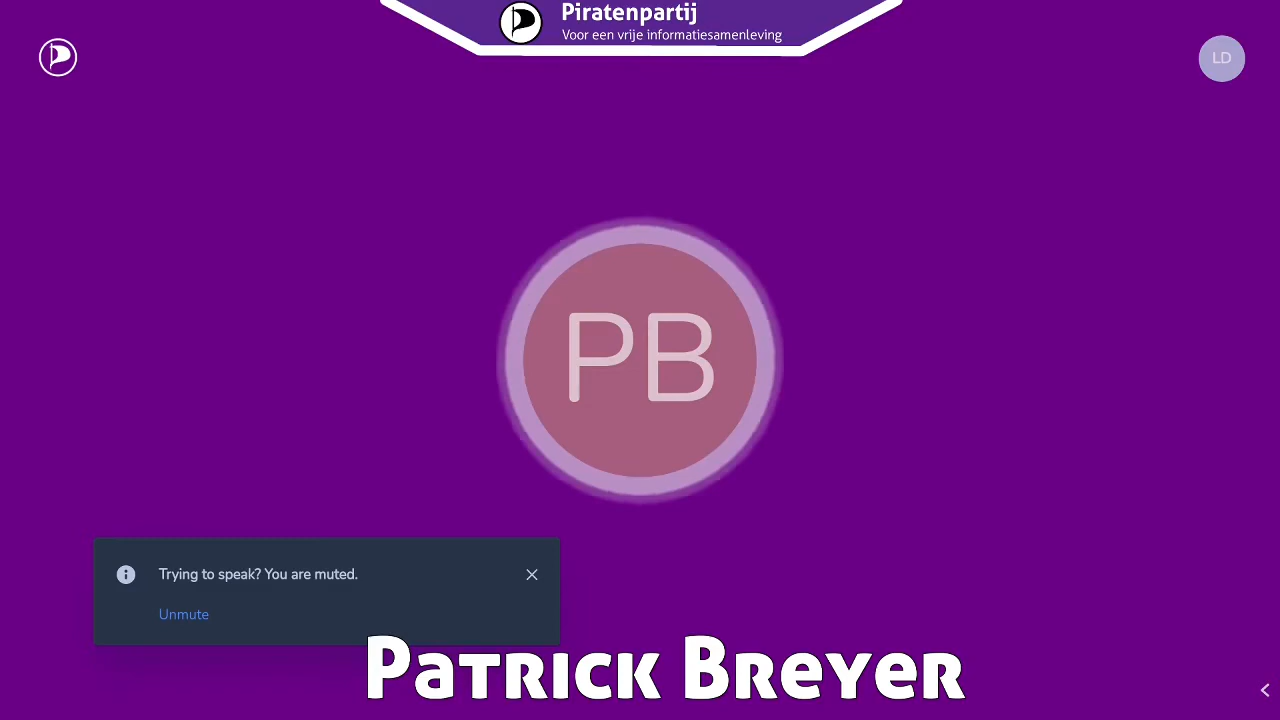 Piratenpartij
Voor een vrije informatiesamenleving
LD
PB
Trying to speak? You are muted.
Unmute
Patrick Breyer